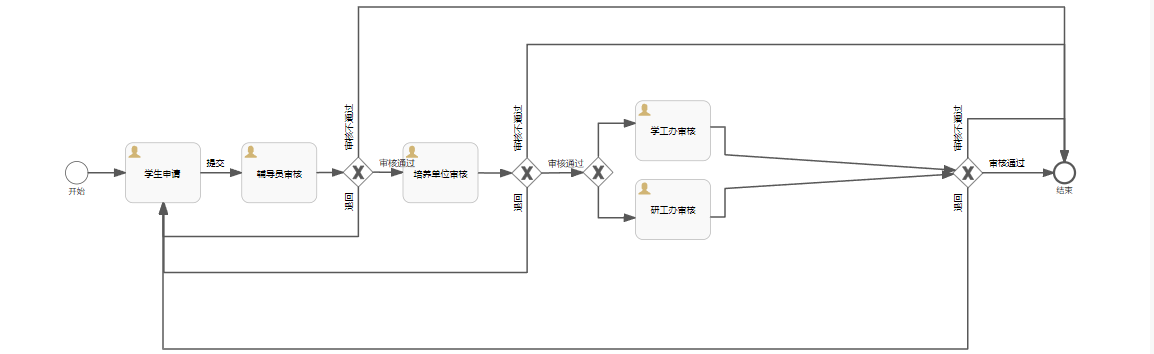 开始
学生申请
提交
辅导员审核
审核不通过
审核通过
退回
培养单位审核
审核不通过
审核通过
退回
学工办审核
研工办审核
审核不通过
审核通过
退回
结束